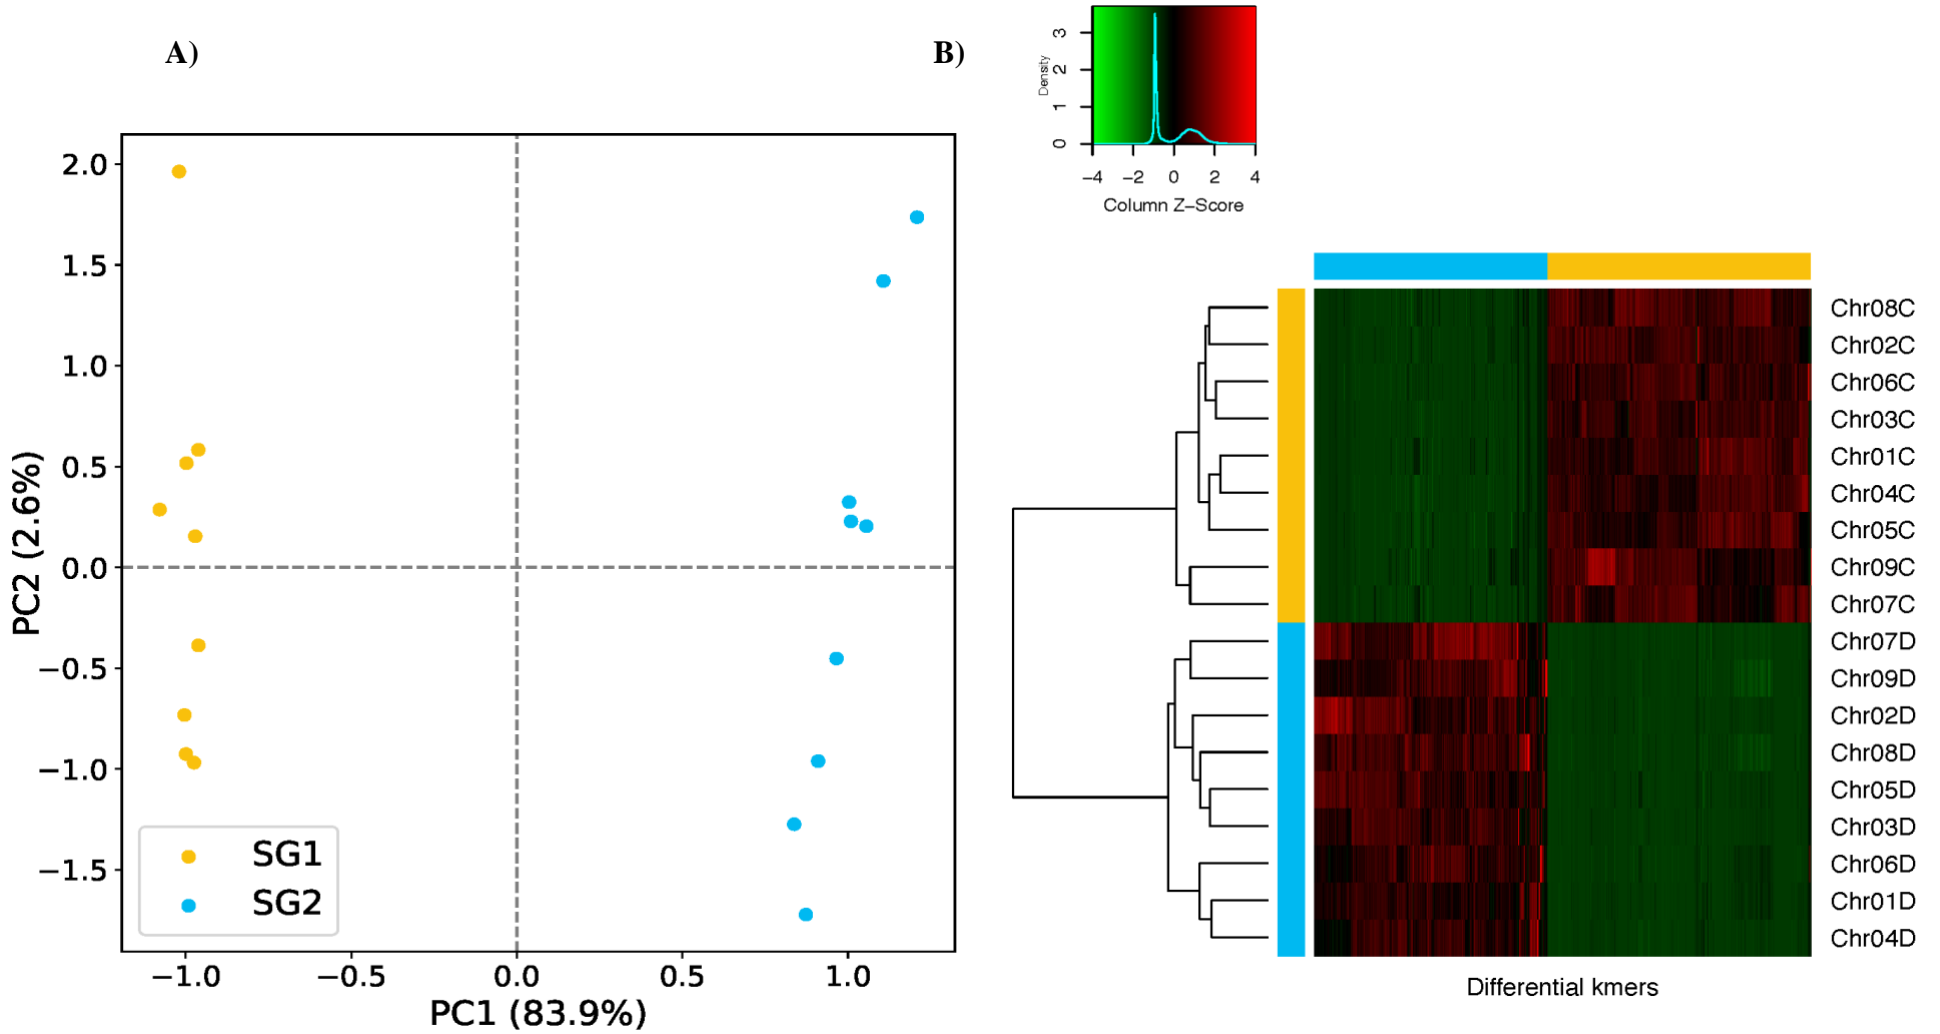 A)
B)
2.0
1.5
1.0
0.5
0.0
−0.5
−1.0
−1.5
PC2 (2.6%)
SG1
SG2
−1.0 −0.5 0.0 0.5 1.0
PC1 (83.9%)
3
2
1
0
Density
−4 −2 0 2 4
Column Z−Score
Chr08C
Chr02C
Chr06C
Chr03C
Chr01C
Chr04C
Chr05C
Chr09C
Chr07C
Chr07D
Chr09D
Chr02D
Chr08D
Chr05D
Chr03D
Chr06D
Chr01D
Chr04D
Differential kmers